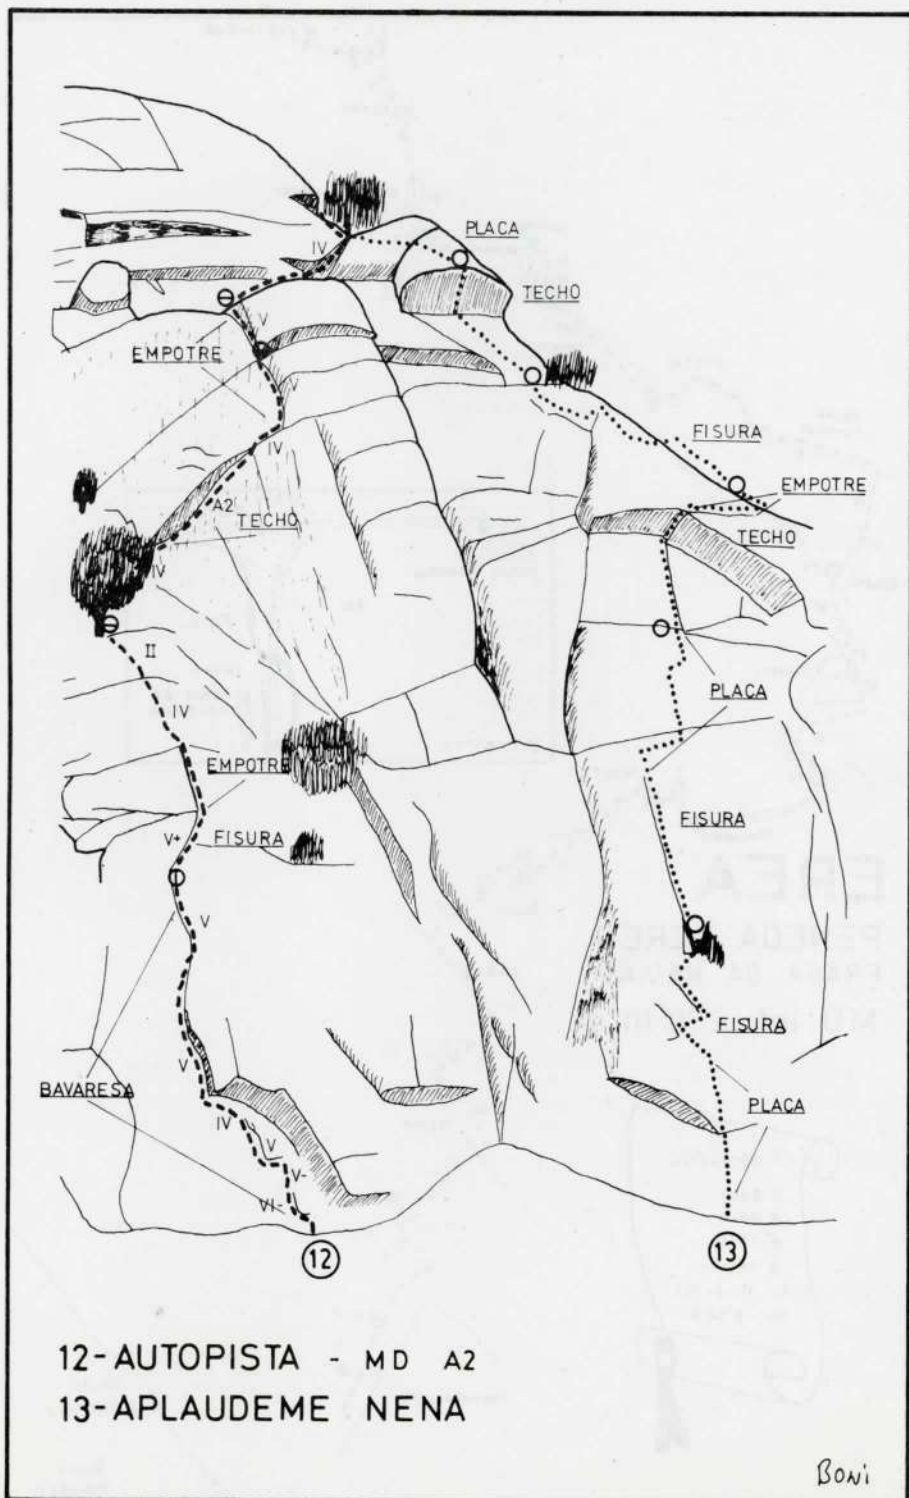 PLACA
IV
TECHO
V
EMPOTRE
V
FISURA
IV
EMPOTRE
A2
TECHO
TECHO
IV
II
PLACA
IV
EMPOTRE
FISURA
V+
FISURA
V
FISURA
V
BAVARESA
PLACA
IV
V
V-
VI-
12
13
12-AUTOPISTA - MD A2
13-APLAUDEME NENA
BONi